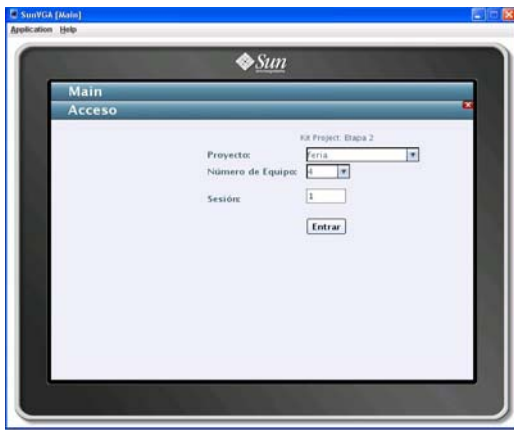 SunVGA [Main]
Application Help
Sun
Main
Acceso
Kit Project. Etapa 2
Proyecto: Feria
Número de Equipo: 4
Sesión: 1
Entrar